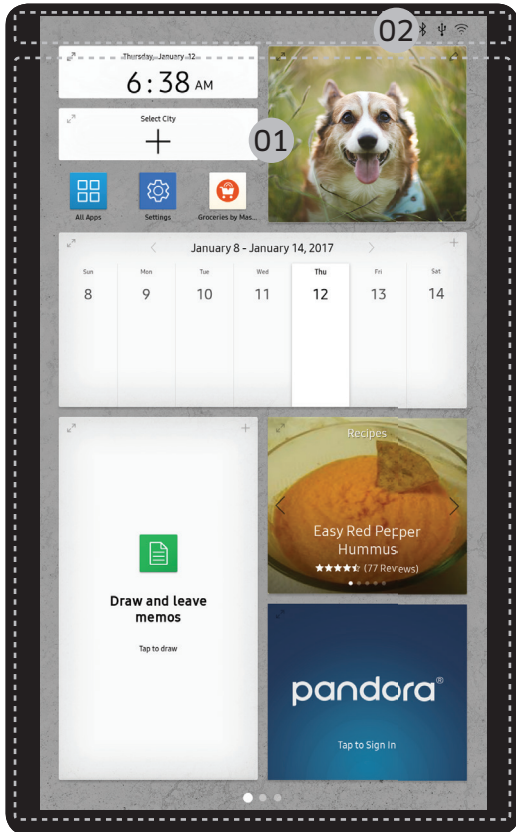 02
Thursday, January 12
6:38 AM
Select City
01
All Apps
Settings
Groceries by Mas...
January 8 - January 14, 2017
Sun Mon Tue Wed Thu Fri Sat
8 9 10 11 12 13 14
Recipes
Easy Red Pepper
Hummus
(77 Reviews)
Draw and leave
memos
Tap to draw
pandora®
Tap to Sign In